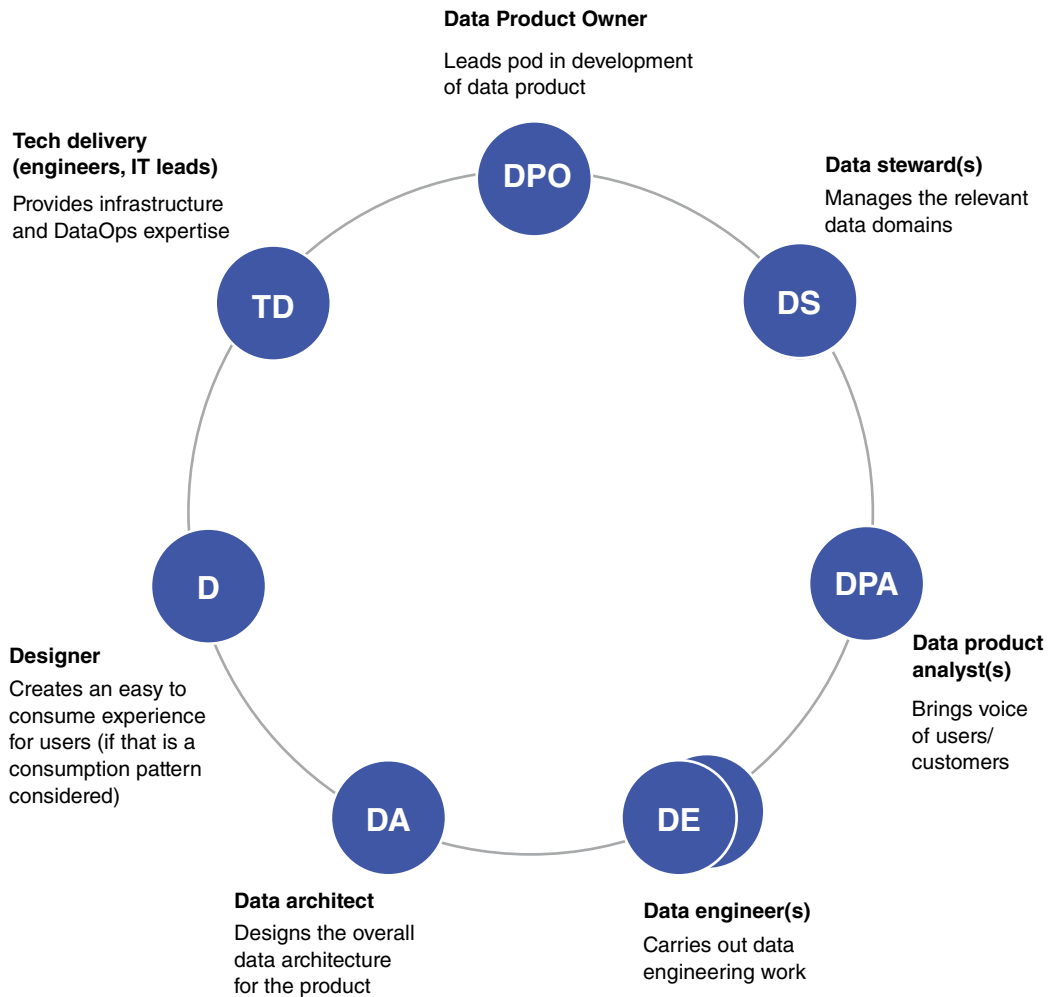 Data Product Owner
Leads pod in development
of data product
DPO
Data steward(s)
Manages the relevant
data domains
DS
DPA
Data product
analyst(s)
Brings voice
of users/
customers
DE
Data engineer(s)
Carries out data
engineering work
DA
Data architect
Designs the overall
data architecture
for the product
D
Designer
Creates an easy to
consume experience
for users (if that is a
consumption pattern
considered)
Tech delivery
(engineers, IT leads)
Provides infrastructure
and DataOps expertise
TD